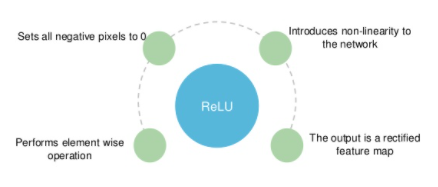 Sets all negative pixels to 0
Introduces non-linearity to
the network
ReLU
Performs element wise
operation
The output is a rectified
feature map